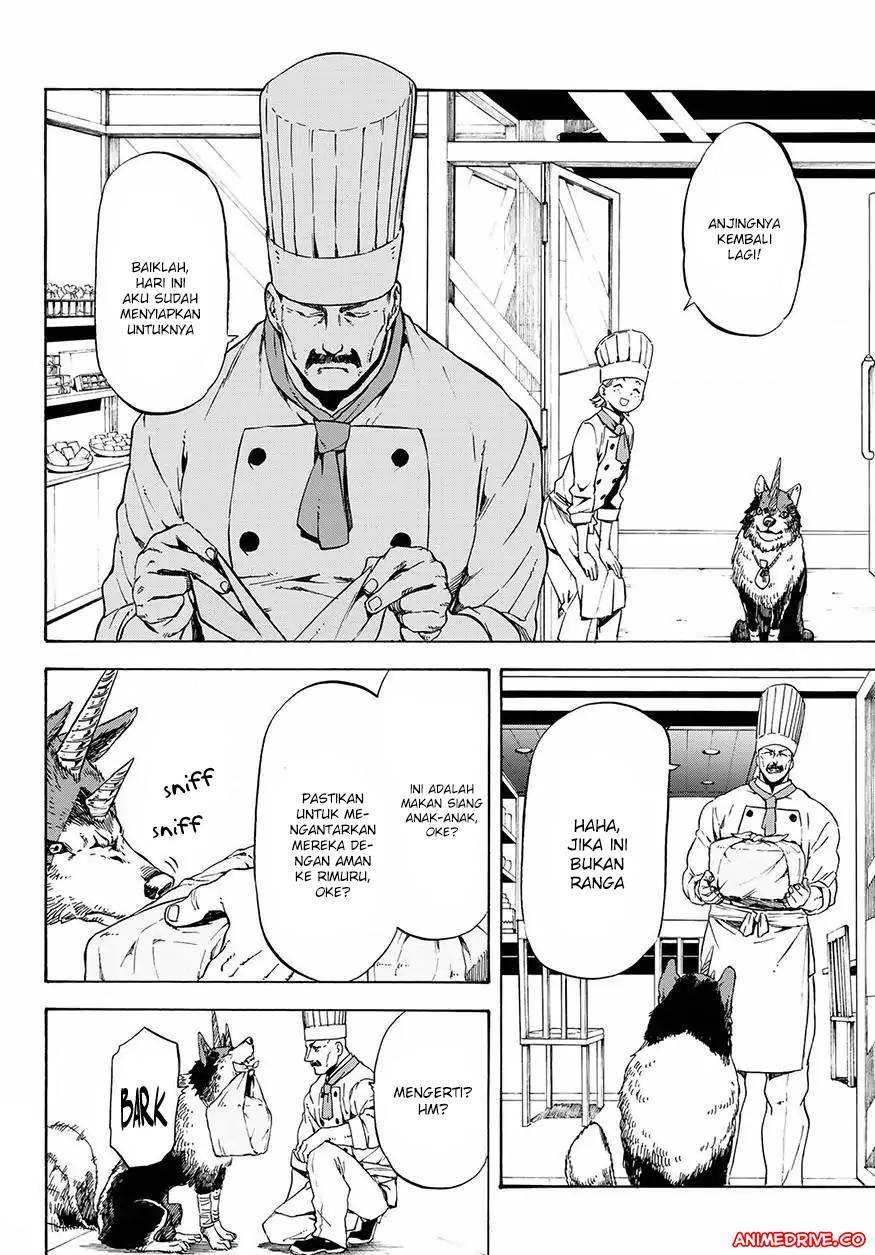 ANJINGNYA
KEMBALI
LAGI!
BAIKLAH,
HARI INI
AKU SUDAH
MENYIAPKAN
UNTUKNYA
HAHA,
JIKA INI
BUKAN
RANGA
INI ADALAH
MAKAN SIANG
ANAK-ANAK,
OKE?
PASTIKAN
UNTUK ME-
NGANTARKAN
MEREKA DE-
NGAN AMAN
KE RIMURU,
OKE?
sniff
sniff
MENGERTI?
HM?
BARK
ANIMEDRIVE.CO